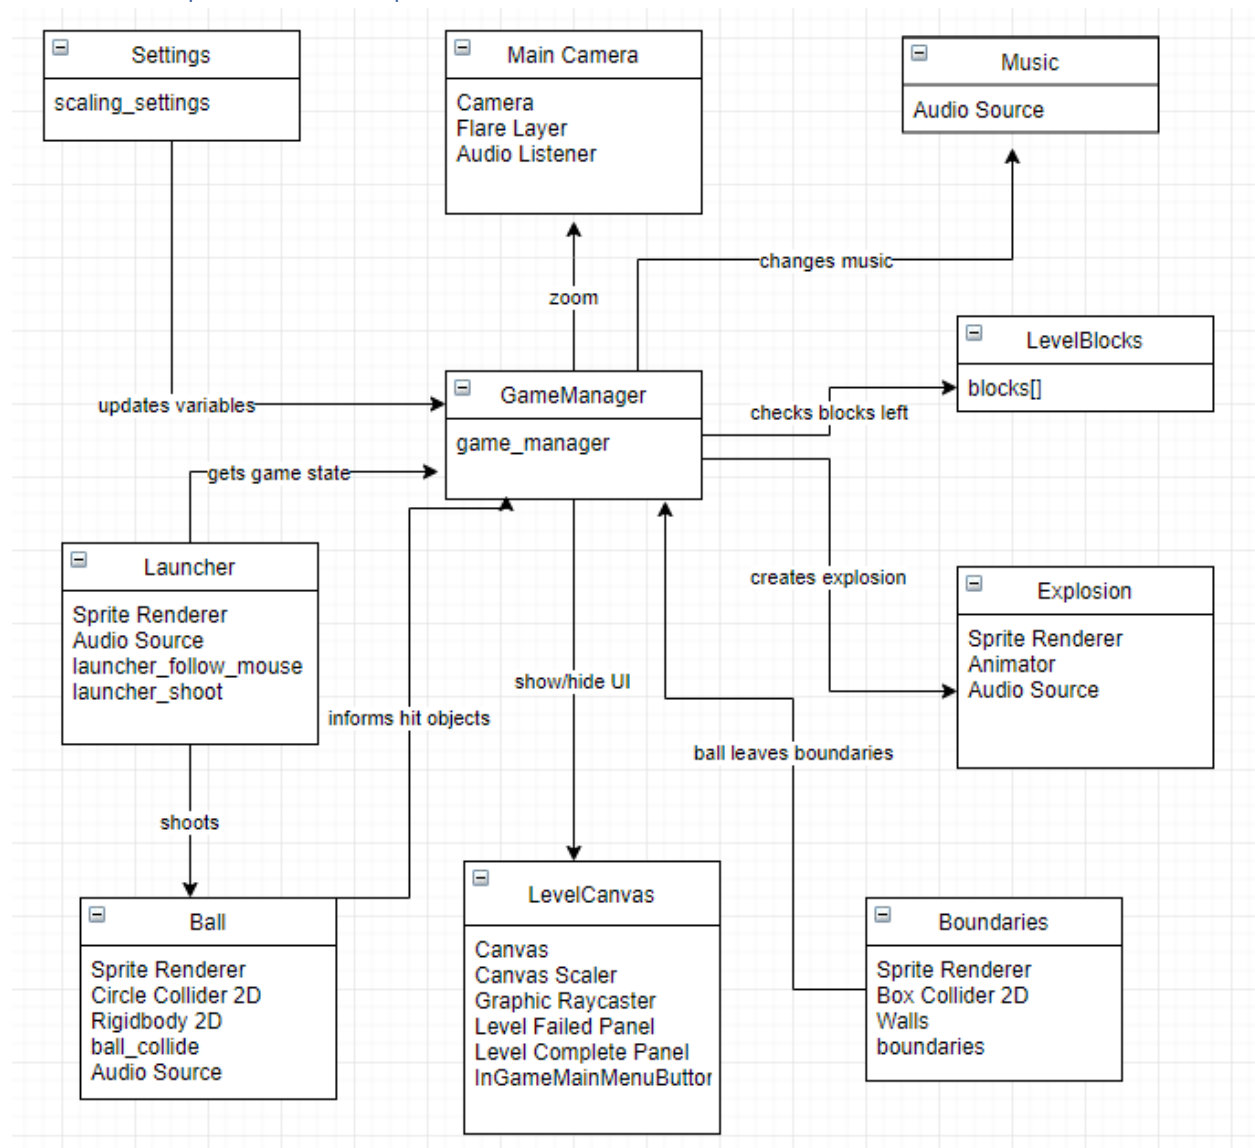 Settings
scaling_settings
Main Camera
Camera
Flare Layer
Audio Listener
Music
Audio Source
changes music
zoom
LevelBlocks
blocks[]
GameManager
game_manager
updates variables
checks blocks left
gets game state
Launcher
Sprite Renderer
Audio Source
launcher_follow_mouse
launcher_shoot
creates explosion
Explosion
Sprite Renderer
Animator
Audio Source
show/hide UI
informs hit objects
ball leaves boundaries
shoots
Ball
Sprite Renderer
Circle Collider 2D
Rigidbody 2D
ball_collide
Audio Source
LevelCanvas
Canvas
Canvas Scaler
Graphic Raycaster
Level Failed Panel
Level Complete Panel
InGameMainMenuButtor
Boundaries
Sprite Renderer
Box Collider 2D
Walls
boundaries